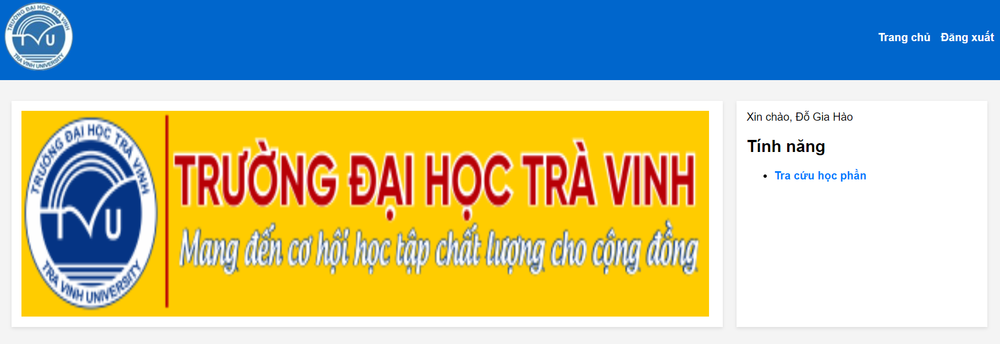 TRƯỜNG ĐẠI HỌC TRÀ VINH
TVU
TRA VINH UNIVERSITY
Trang chủ
Đăng xuất
TRƯỜNG ĐẠI HỌC TRÀ VINH
TVU
TRA VINH UNIVERSITY
TRƯỜNG ĐẠI HỌC TRÀ VINH
Mang đến cơ hội học tập chất lượng cho cộng đồng
Xin chào, Đỗ Gia Hào
Tính năng
Tra cứu học phần